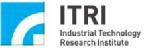 ITRI
Industrial Technology
Research Institute